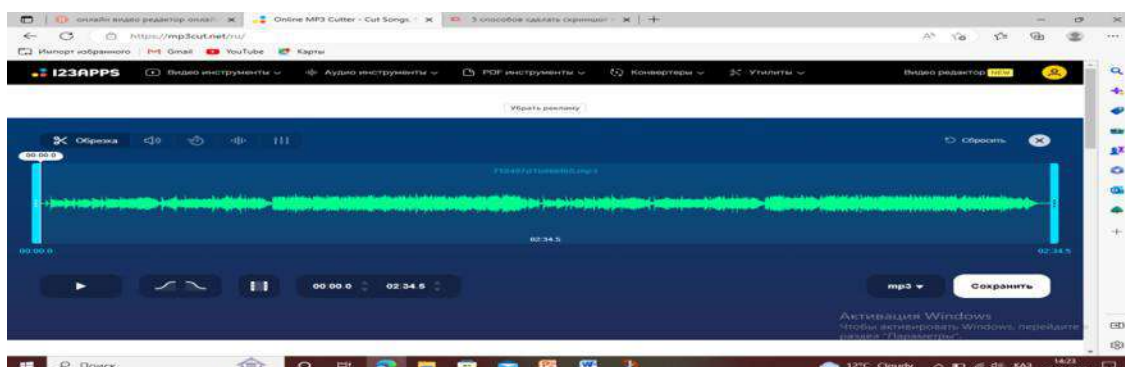 онлайн видео редактор онлай
Online MP3 Cutter - Cut Songs,
3 способов сделать скриншот
https://mp3cut.net/ru/
Импорт избранного Gmail YouTube Карты
123APPS Видео инструменты Аудио инструменты PDF инструменты Конвертеры Утилиты Видео редактор NEW
Убрать рекламу
Обрезка Сбросить
00:00.0
02:34.5
00:00.0 02:34.5
00:00.0 02:34.5 mp3 Сохранить
Активация Windows
Чтобы активировать Windows, перейдите в
раздел "Параметры".
Поиск 12°C Cloudy КАЗ 14:23